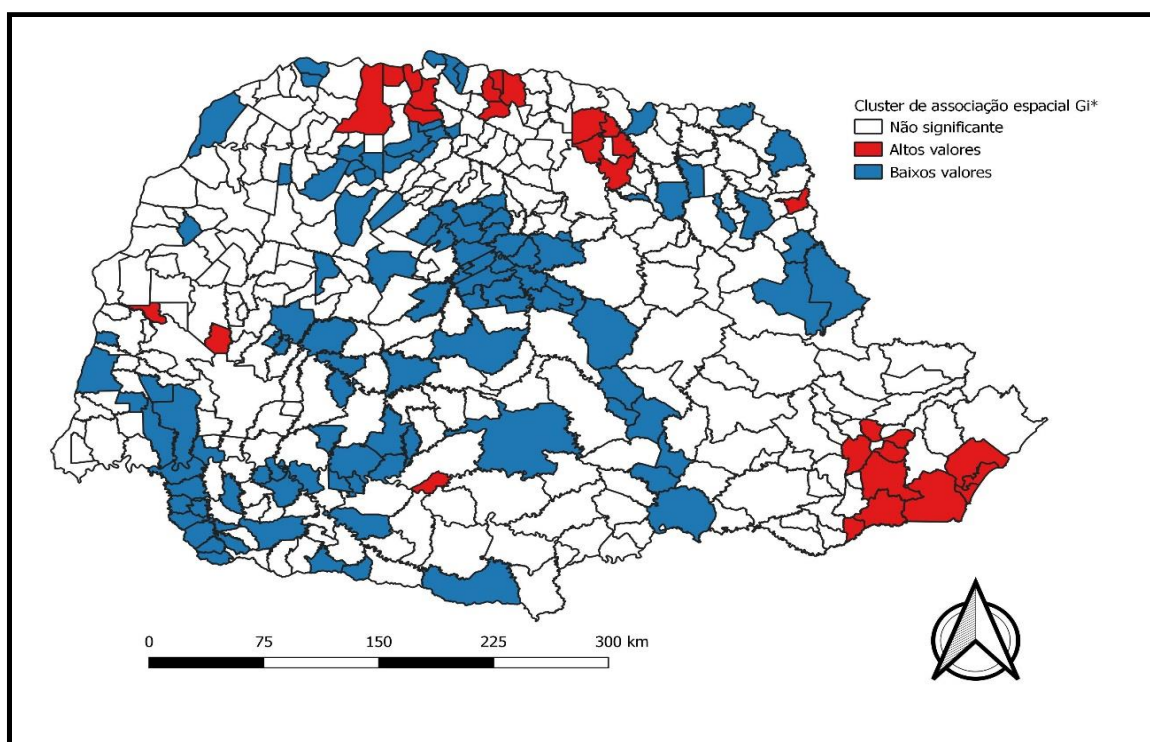 Cluster de associação espacial Gi*
Não significante
Altos valores
Baixos valores
0 75 150 225 300 km